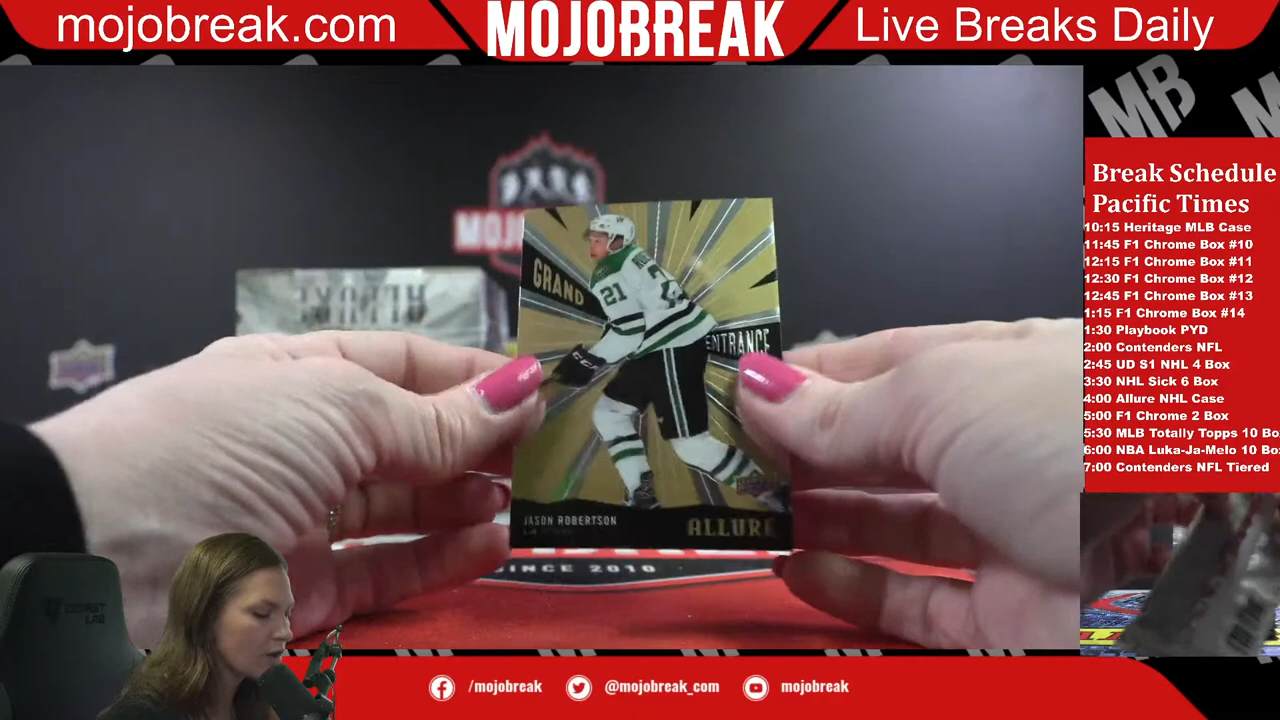 mojobreak.com
MOJOBREAK
Live Breaks Daily
MB
Break Schedule
Pacific Times
10:15 Heritage MLB Case
11:45 F1 Chrome Box #10
12:15 F1 Chrome Box #11
12:30 F1 Chrome Box #12
12:45 F1 Chrome Box #13
1:15 F1 Chrome Box #14
1:30 Playbook PYD
2:00 Contenders NFL
2:45 UD S1 NHL 4 Box
3:30 NHL Sick 6 Box
4:00 Allure NHL Case
5:00 F1 Chrome 2 Box
5:30 MLB Totally Topps 10 Bo
6:00 NBA Luka-Ja-Melo 10 Bo
7:00 Contenders NFL Tiered
MOJ
ALLURE
GRAND
21
ENTRANCE
CCM
JASON ROBERTSON
ALLURE
SINCE 2010
SECRET
LAB
/mojobreak
@mojobreak_com
mojobreak